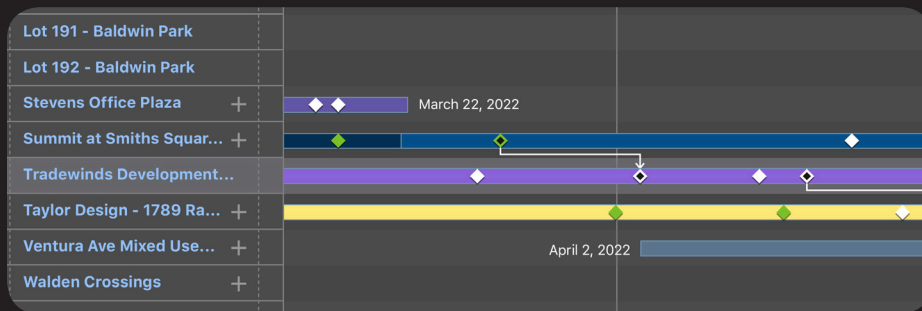 Lot 191 - Baldwin Park
Lot 192 - Baldwin Park
Stevens Office Plaza +
March 22, 2022
Summit at Smiths Squar... +
Tradewinds Development...
Taylor Design - 1789 Ra... +
Ventura Ave Mixed Use... +
April 2, 2022
Walden Crossings +